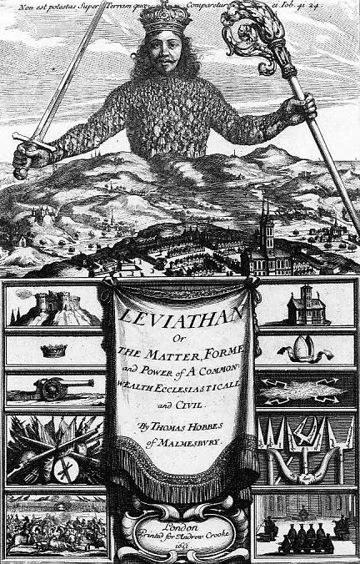 Non est potestas Super Terram quae Comparetur ei Iob. 41 . 24
LEVIATHAN
Or
THE MATTER, FORME
and POWER of A COMMON
WEALTH ECCLESIASTICALL
and CIVIL.
By THOMAS HOBBES
of MALMESBURY.
London
Printed for Andrew Crooke
1651